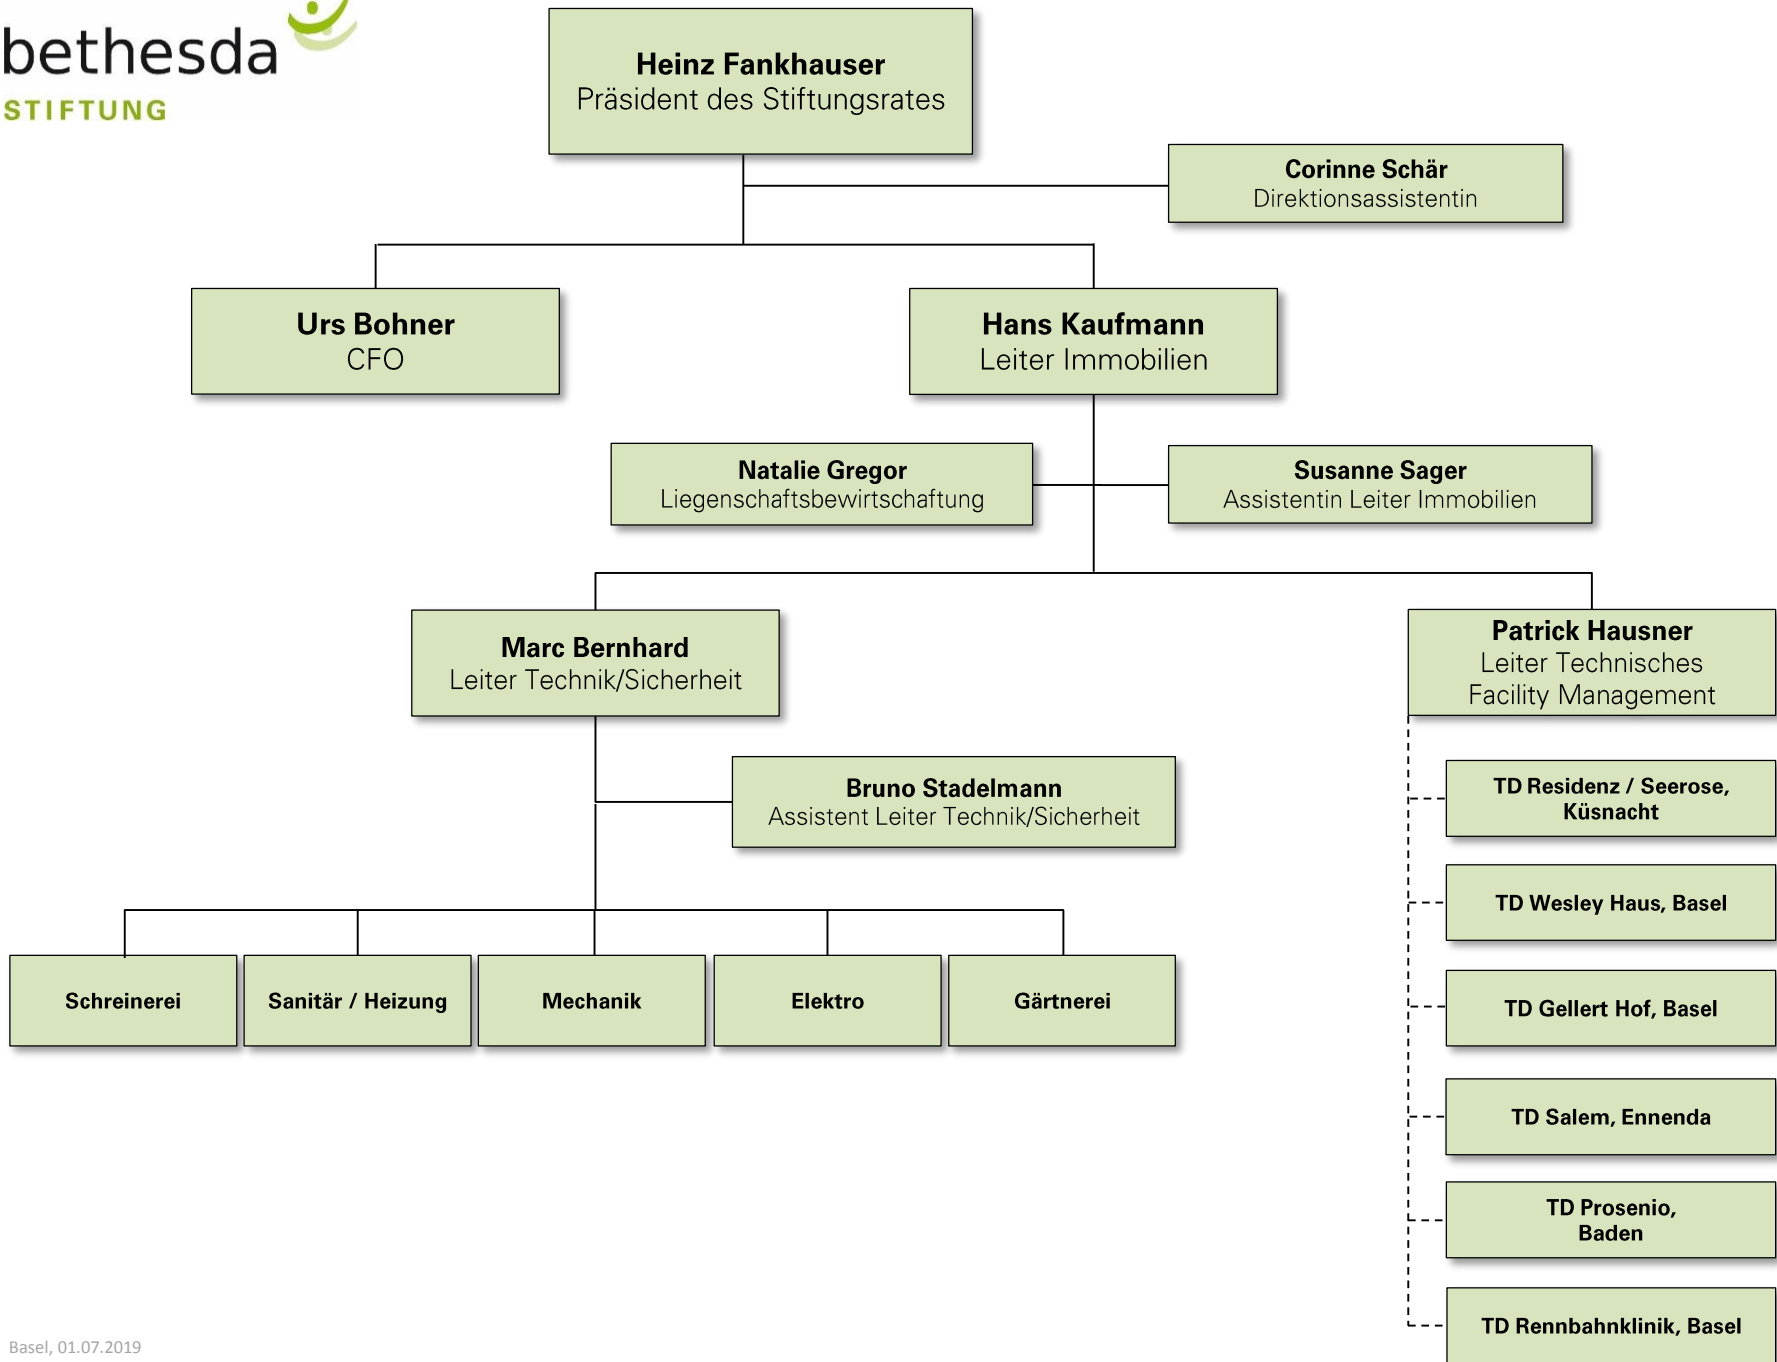 bethesda
STIFTUNG
Heinz Fankhauser
Präsident des Stiftungsrates
Corinne Schär
Direktionsassistentin
Urs Bohner
CFO
Hans Kaufmann
Leiter Immobilien
Natalie Gregor
Liegenschaftsbewirtschaftung
Susanne Sager
Assistentin Leiter Immobilien
Marc Bernhard
Leiter Technik/Sicherheit
Patrick Hausner
Leiter Technisches
Facility Management
Bruno Stadelmann
Assistent Leiter Technik/Sicherheit
Schreinerei
Sanitär / Heizung
Mechanik
Elektro
Gärtnerei
TD Residenz / Seerose,
Küsnacht
TD Wesley Haus, Basel
TD Gellert Hof, Basel
TD Salem, Ennenda
TD Prosenio,
Baden
TD Rennbahnklinik, Basel
Basel, 01.07.2019